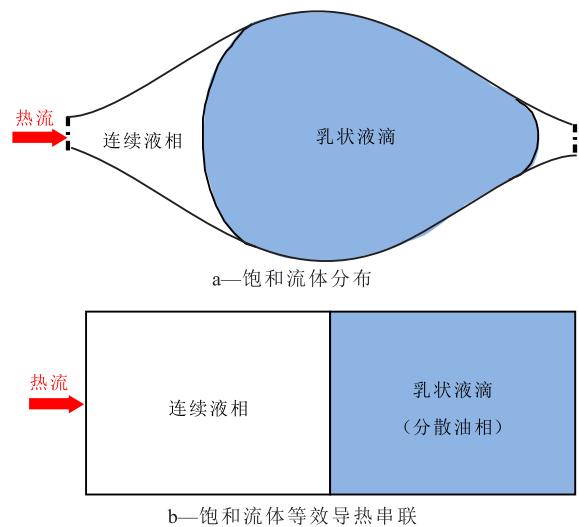 热流
连续液相
乳状液滴
a—饱和流体分布
热流
连续液相
乳状液滴
（分散油相）
b—饱和流体等效导热串联